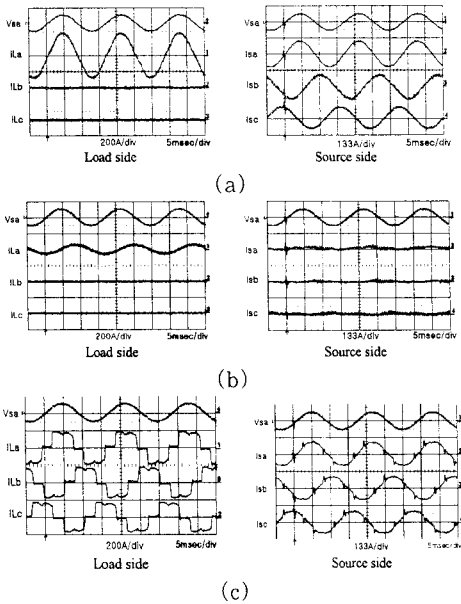 Vsa
iLa
iLb
iLc
200A/div 5msec/div
Load side
Vsa
isa
isb
isc
133A/div 5msec/div
Source side
(a)
Vsa
iLa
iLb
iLc
200A/div 5msec/div
Load side
Vsa
isa
isb
isc
133A/div 5msec/div
Source side
(b)
Vsa
iLa
iLb
iLc
200A/div 5msec/div
Load side
Vsa
isa
isb
isc
133A/div 5msec/div
Source side
(c)